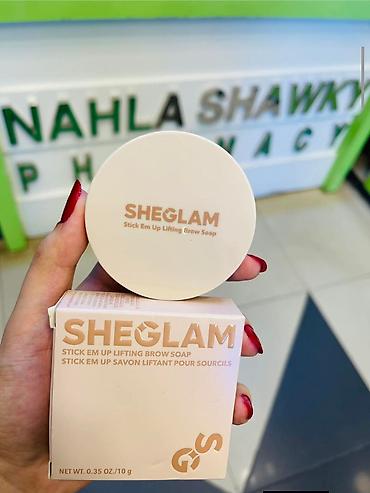 NAHLA SHAWKY
PHARMACY
SHEGLAM
Stick Em Up Lifting Brow Soap
SHEGLAM
STICK EM UP LIFTING BROW SOAP
STICK EM UP SAVON LIFTANT POUR SOURCILS
GS
NET WT. 0.35 OZ./10 g